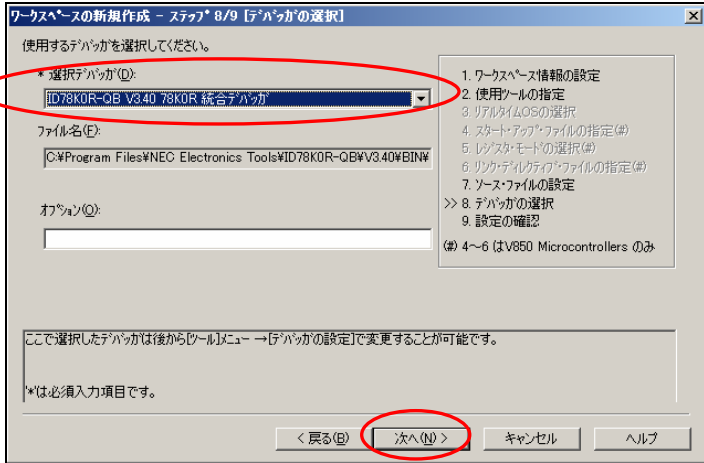 ワークスペースの新規作成 - ステップ 8/9 [デバッガの選択]
使用するデバッガを選択してください。
* 選択デバッガ(D):
ID78K0R-QB V3.40 78K0R 統合デバッガ
ファイル名(F):
C:¥Program Files¥NEC Electronics Tools¥ID78K0R-QB¥V3.40¥BIN¥
オプション(O):
1. ワークスペース情報の設定
2. 使用ツールの指定
3. リアルタイムOSの選択
4. スタート・アップ・ファイルの指定(#)
5. レジスタ・モードの選択(#)
6. リンク・ディレクティブ・ファイルの指定(#)
7. ソース・ファイルの設定
>> 8. デバッガの選択
9. 設定の確認
(#) 4～6 はV850 Microcontrollers のみ
ここで選択したデバッガは後から[ツール]メニュー →[デバッガの設定]で変更することが可能です。
'*'は必須入力項目です。
< 戻る(B)
次へ(N) >
キャンセル
ヘルプ